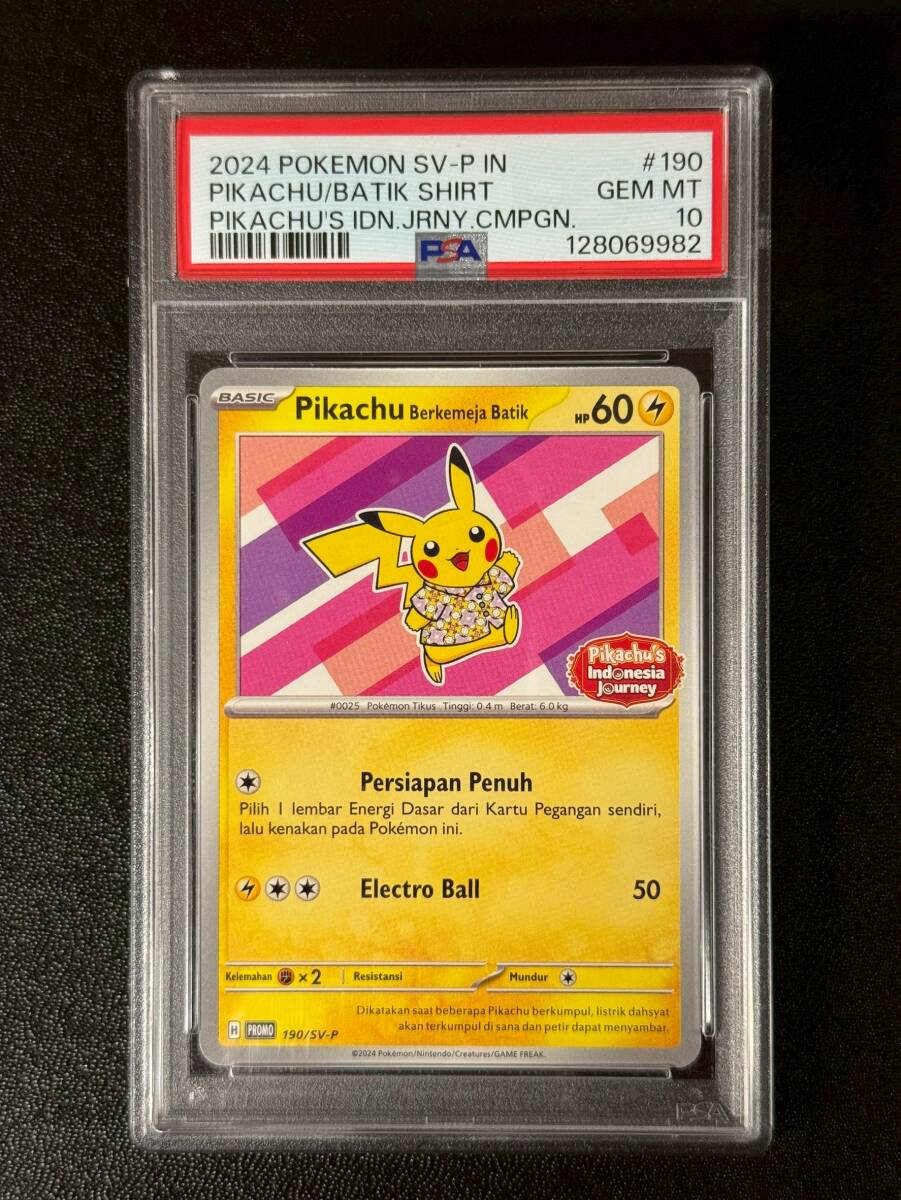 2024 POKEMON SV-P IN #190
PIKACHU/BATIK SHIRT GEM MT
PIKACHU'S IDN.JRNY.CMPGN. 10
PSA 128069982
BASIC Pikachu Berkemeja Batik HP 60
Pikachu's
Indonesia
Journey
#0025 Pokémon Tikus Tinggi: 0.4 m Berat: 6.0 kg
Persiapan Penuh
Pilih 1 lembar Energi Dasar dari Kartu Pegangan sendiri,
lalu kenakan pada Pokémon ini.
Electro Ball 50
Kelemahan ×2 Resistansi Mundur
Dikatakan saat beberapa Pikachu berkumpul, listrik dahsyat
akan terkumpul di sana dan petir dapat menyambar.
H PROMO 190/SV-P
©2024 Pokémon/Nintendo/Creatures/GAME FREAK.
PSA